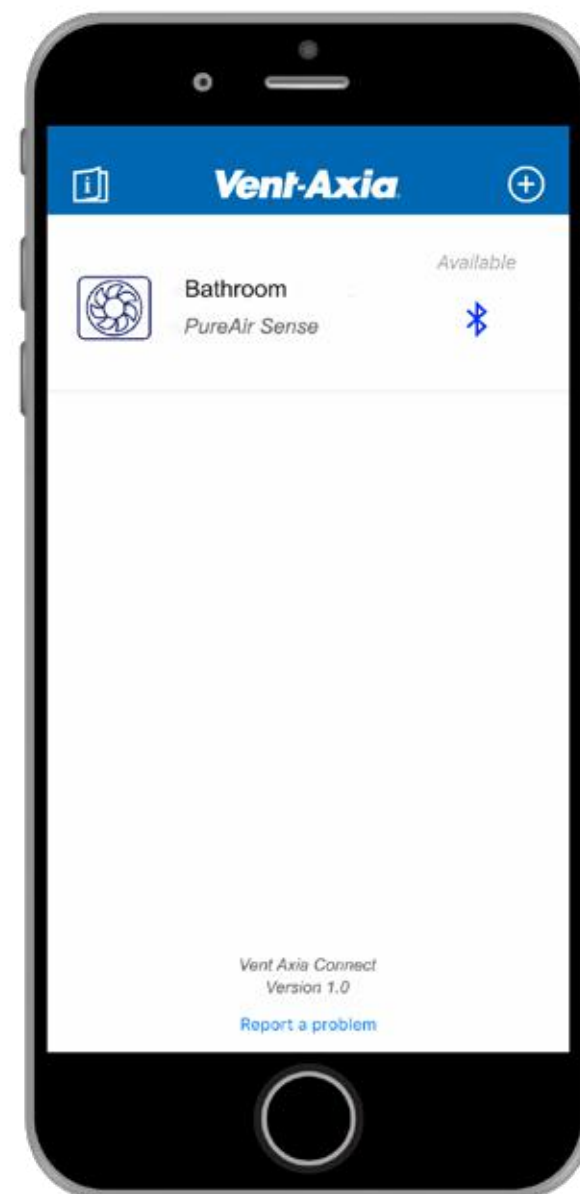 Vent-Axia
Available
Bathroom
PureAir Sense
Vent Axia Connect
Version 1.0
Report a problem